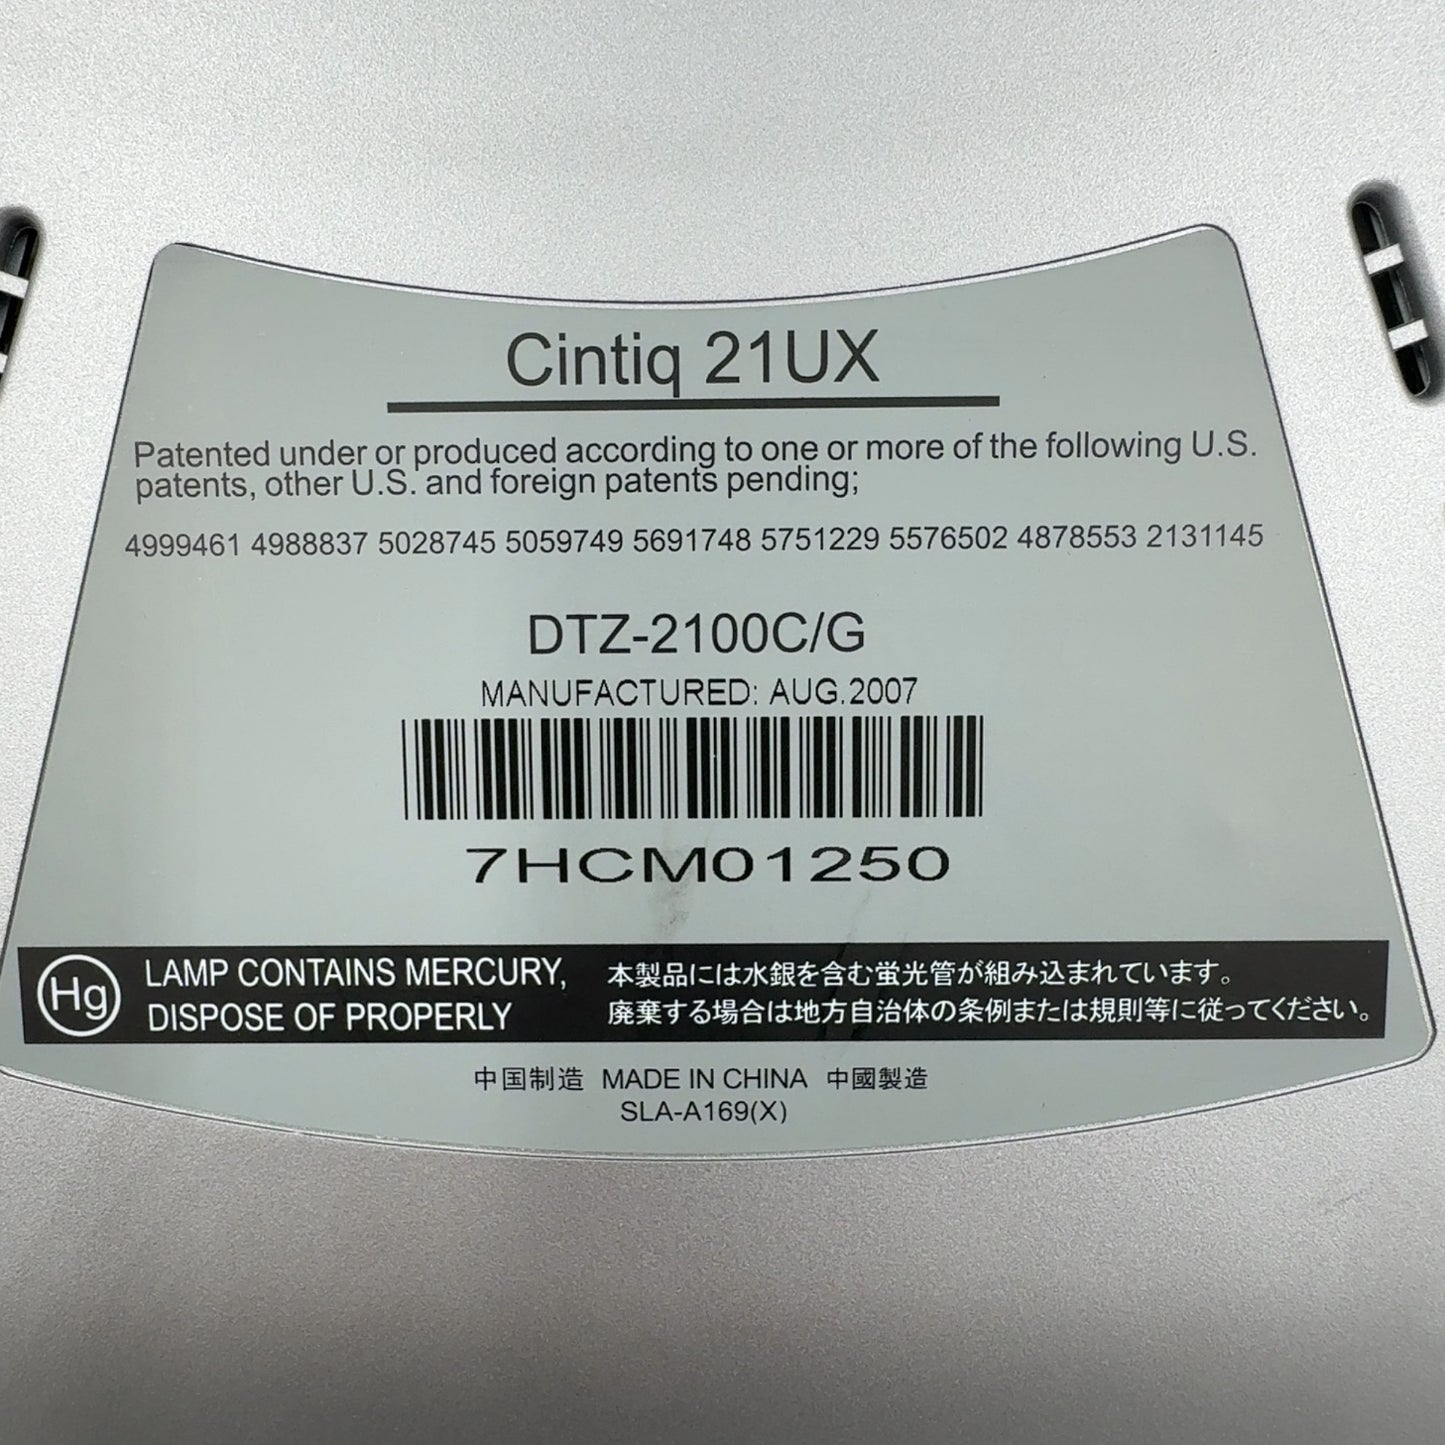 Cintiq 21UX
Patented under or produced according to one or more of the following U.S.
patents, other U.S. and foreign patents pending;
4999461 4988837 5028745 5059749 5691748 5751229 5576502 4878553 2131145
DTZ-2100C/G
MANUFACTURED: AUG.2007
7HCM01250
Hg
LAMP CONTAINS MERCURY,
DISPOSE OF PROPERLY
本製品には水銀を含む蛍光管が組み込まれています。
廃棄する場合は地方自治体の条例または規則等に従ってください。
中国制造 MADE IN CHINA 中國製造
SLA-A169(X)